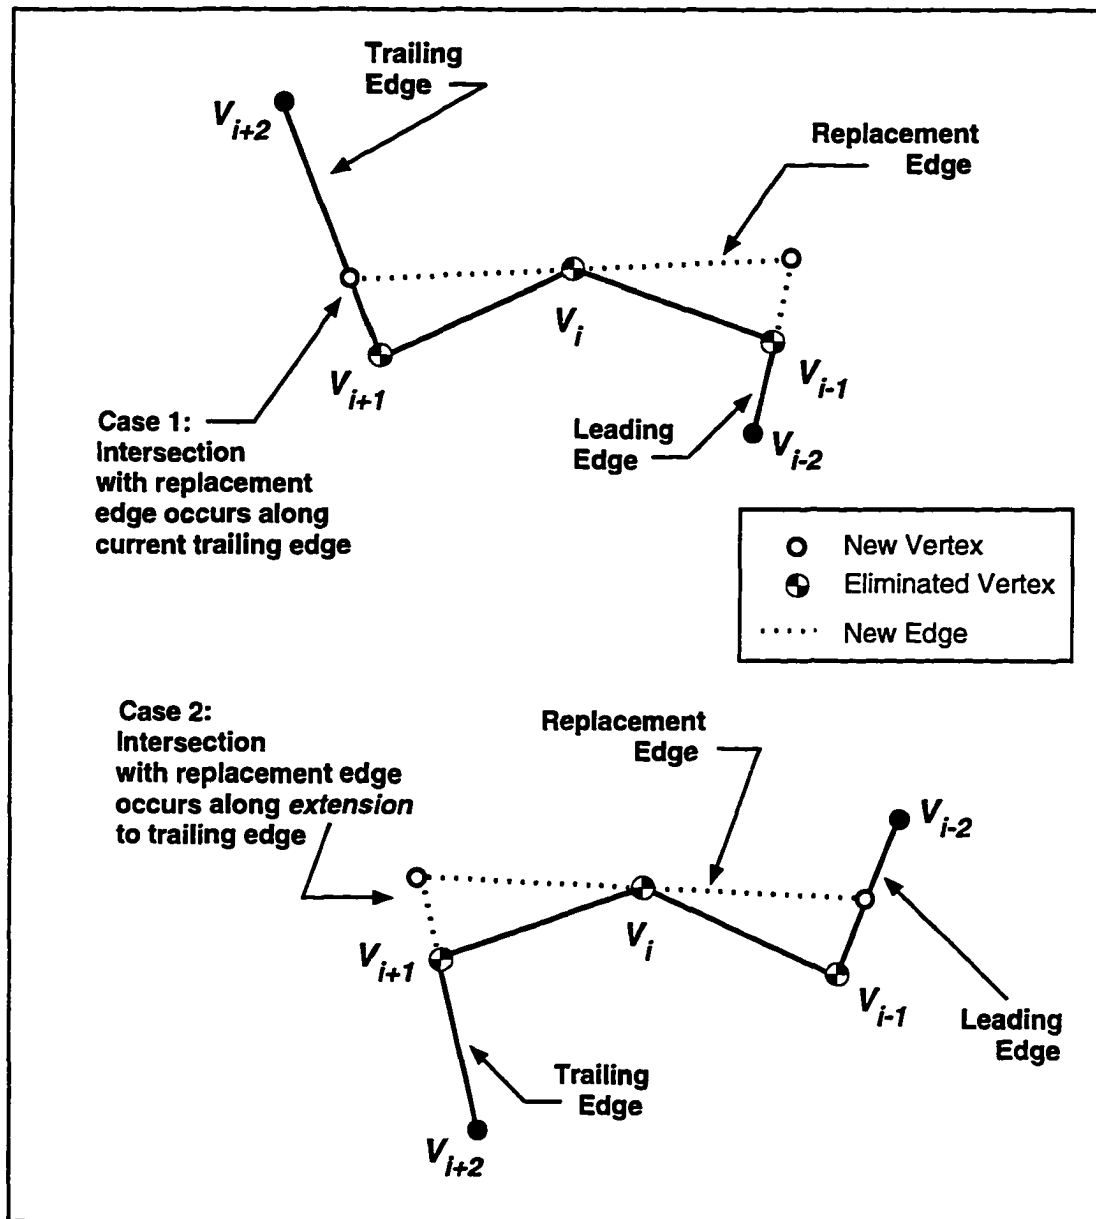 Trailing
Edge
V_{i+2}
Replacement
Edge
V_i
V_{i+1}
V_{i-1}
Case 1:
Intersection
with replacement
edge occurs along
current trailing edge
Leading
Edge
V_{i-2}
New Vertex
Eliminated Vertex
New Edge
Case 2:
Intersection
with replacement edge
occurs along extension
to trailing edge
Replacement
Edge
V_{i-2}
V_i
V_{i+1}
V_{i-1}
Leading
Edge
Trailing
Edge
V_{i+2}